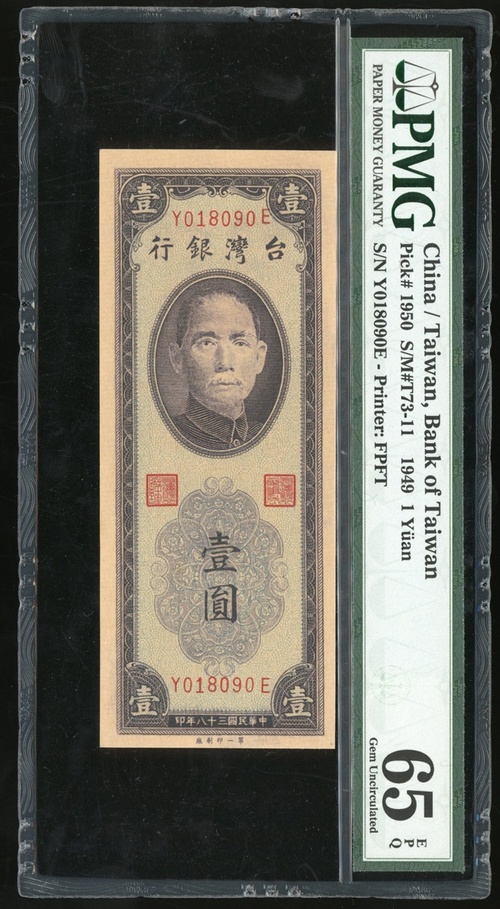 壹
壹
Y018090E
台灣銀行
壹
圓
Y018090E
壹
壹
中華民國三十八年印
第一印刷廠
PMG
PAPER MONEY GUARANTY
China / Taiwan, Bank of Taiwan
Pick# 1950 S/M#T73-11 1949 1 Yüan
S/N Y018090E - Printer: FPFT
65
EPQ
Gem Uncirculated